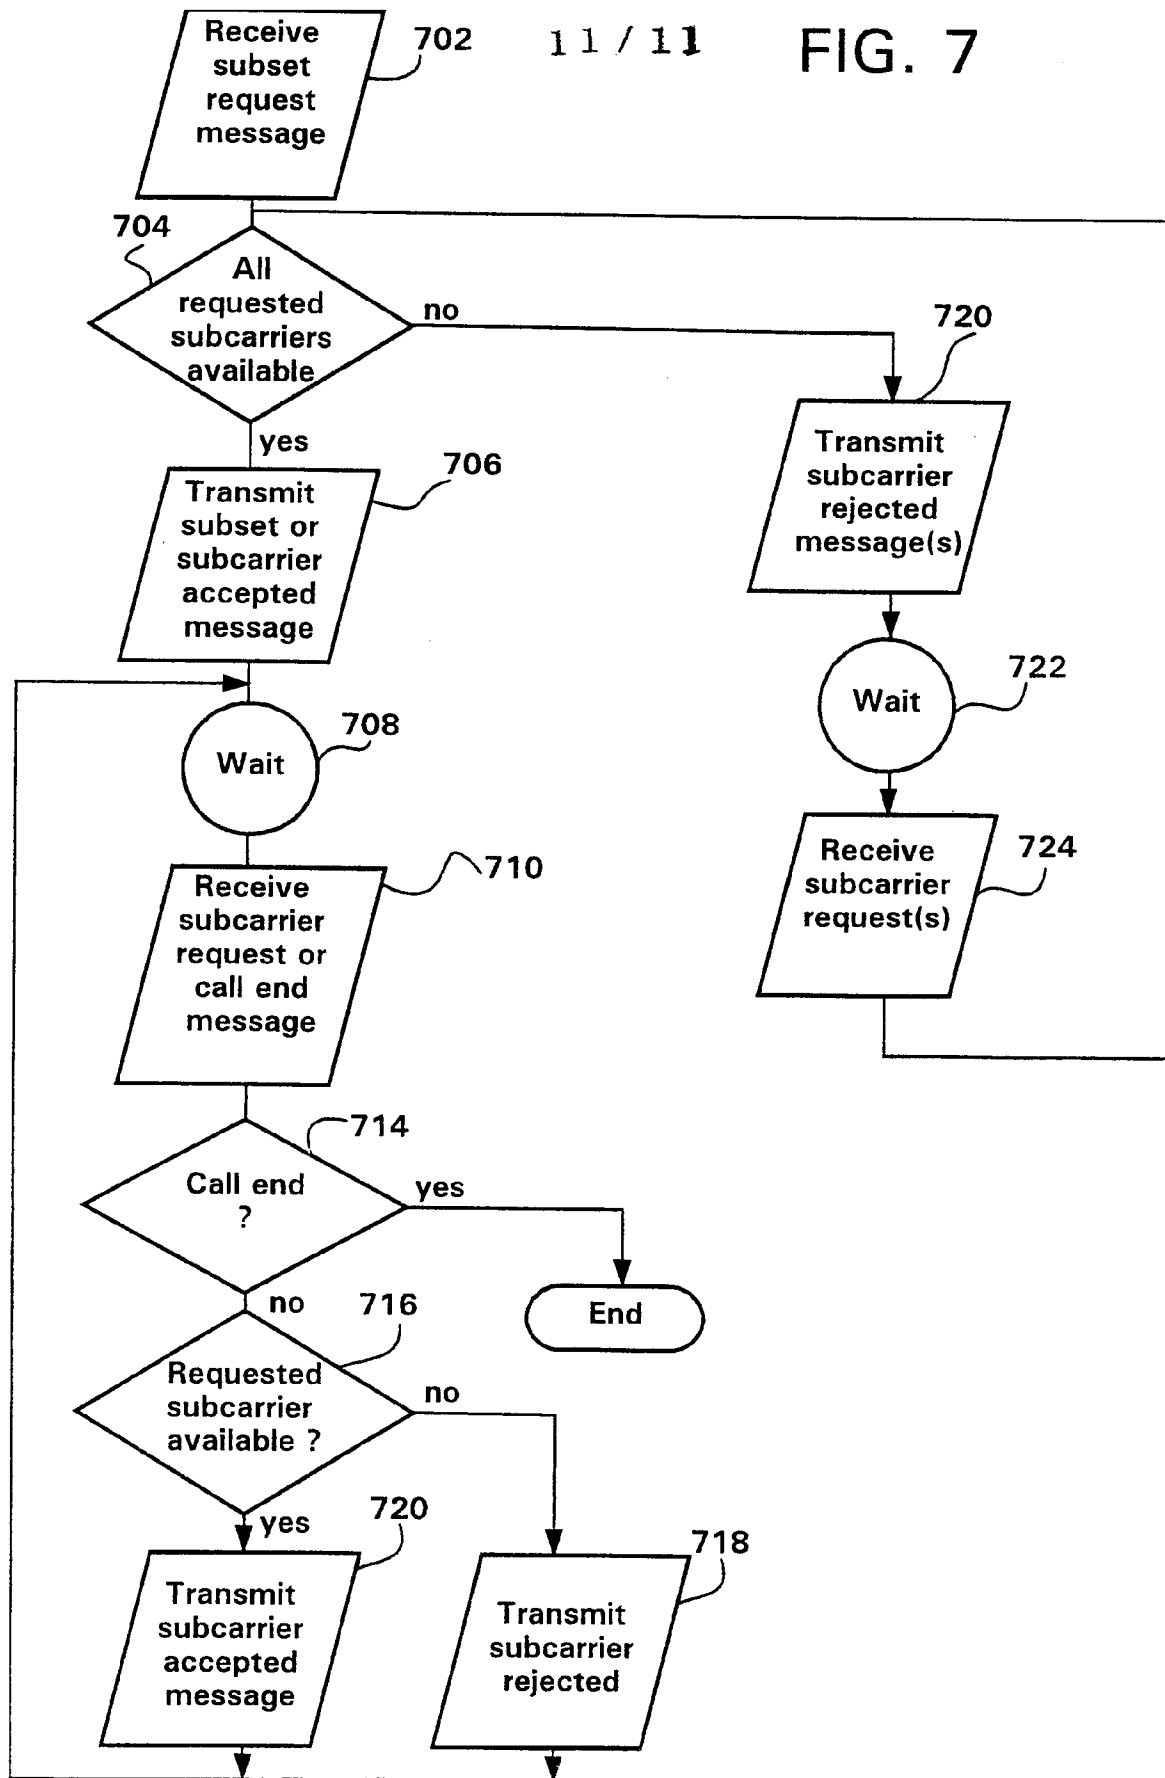 11/11
FIG. 7
Receive
subset
request
message
702
704
All
requested
subcarriers
available
no
yes
720
Transmit
subcarrier
rejected
message(s)
706
Transmit
subset or
subcarrier
accepted
message
722
Wait
708
Wait
724
Receive
subcarrier
request(s)
710
Receive
subcarrier
request or
call end
message
714
Call end
?
yes
End
no
716
Requested
subcarrier
available ?
no
yes
720
Transmit
subcarrier
accepted
message
718
Transmit
subcarrier
rejected